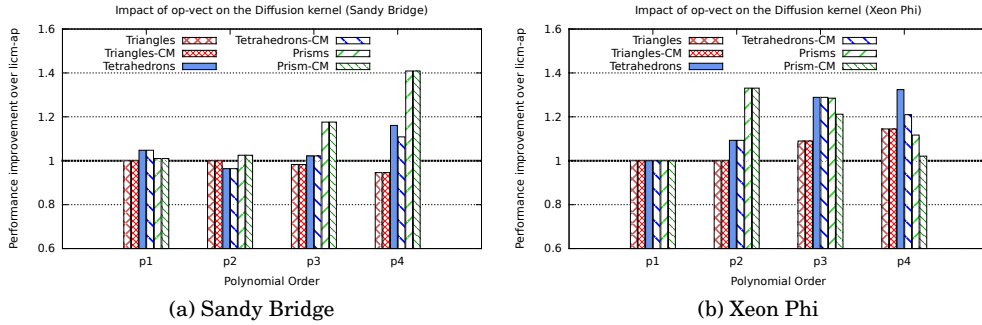 Impact of op-vect on the Diffusion kernel (Sandy Bridge)
Performance improvement over licm-ap
1.6
1.4
1.2
1
0.8
0.6
Triangles
Triangles-CM
Tetrahedrons
Tetrahedrons-CM
Prisms
Prism-CM
p1 p2 p3 p4
Polynomial Order
(a) Sandy Bridge
Impact of op-vect on the Diffusion kernel (Xeon Phi)
Performance improvement over licm-ap
1.6
1.4
1.2
1
0.8
0.6
Triangles
Triangles-CM
Tetrahedrons
Tetrahedrons-CM
Prisms
Prism-CM
p1 p2 p3 p4
Polynomial Order
(b) Xeon Phi